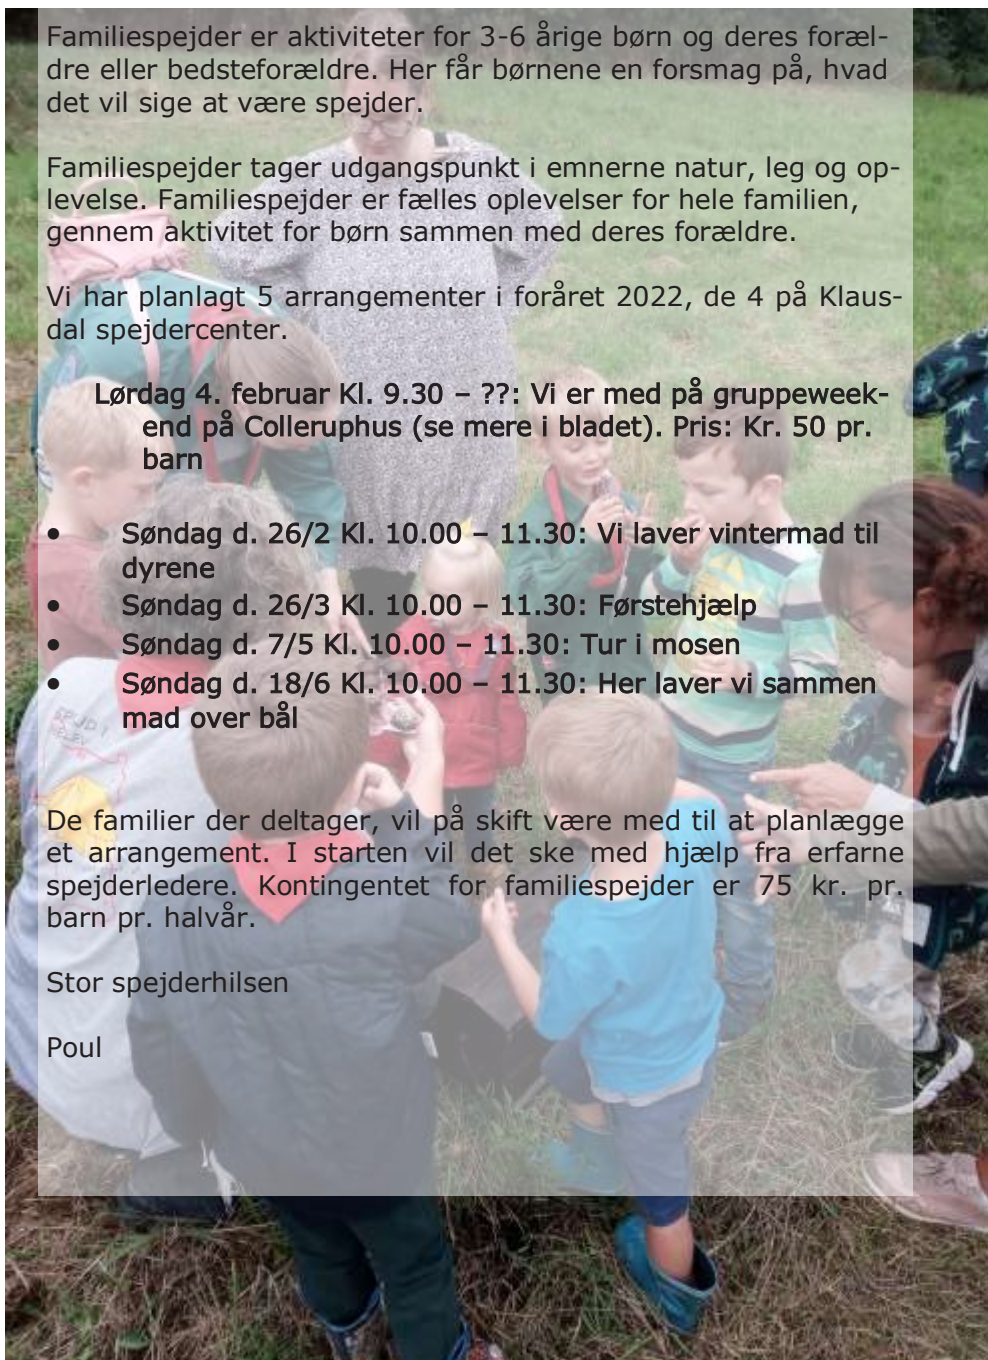 Familiespejder er aktiviteter for 3-6 årige børn og deres foræl-
dre eller bedsteforældre. Her får børnene en forsmag på, hvad
det vil sige at være spejder.
Familiespejder tager udgangspunkt i emnerne natur, leg og op-
levelse. Familiespejder er fælles oplevelser for hele familien,
gennem aktivitet for børn sammen med deres forældre.
Vi har planlagt 5 arrangementer i foråret 2022, de 4 på Klaus-
dal spejdercenter.
Lørdag 4. februar Kl. 9.30 – ??: Vi er med på gruppeweek-
end på Colleruphus (se mere i bladet). Pris: Kr. 50 pr.
barn
• Søndag d. 26/2 Kl. 10.00 – 11.30: Vi laver vintermad til
dyrene
• Søndag d. 26/3 Kl. 10.00 – 11.30: Førstehjælp
• Søndag d. 7/5 Kl. 10.00 – 11.30: Tur i mosen
• Søndag d. 18/6 Kl. 10.00 – 11.30: Her laver vi sammen
mad over bål
De familier der deltager, vil på skift være med til at planlægge
et arrangement. I starten vil det ske med hjælp fra erfarne
spejderledere. Kontingentet for familiespejder er 75 kr. pr.
barn pr. halvår.
Stor spejderhilsen
Poul